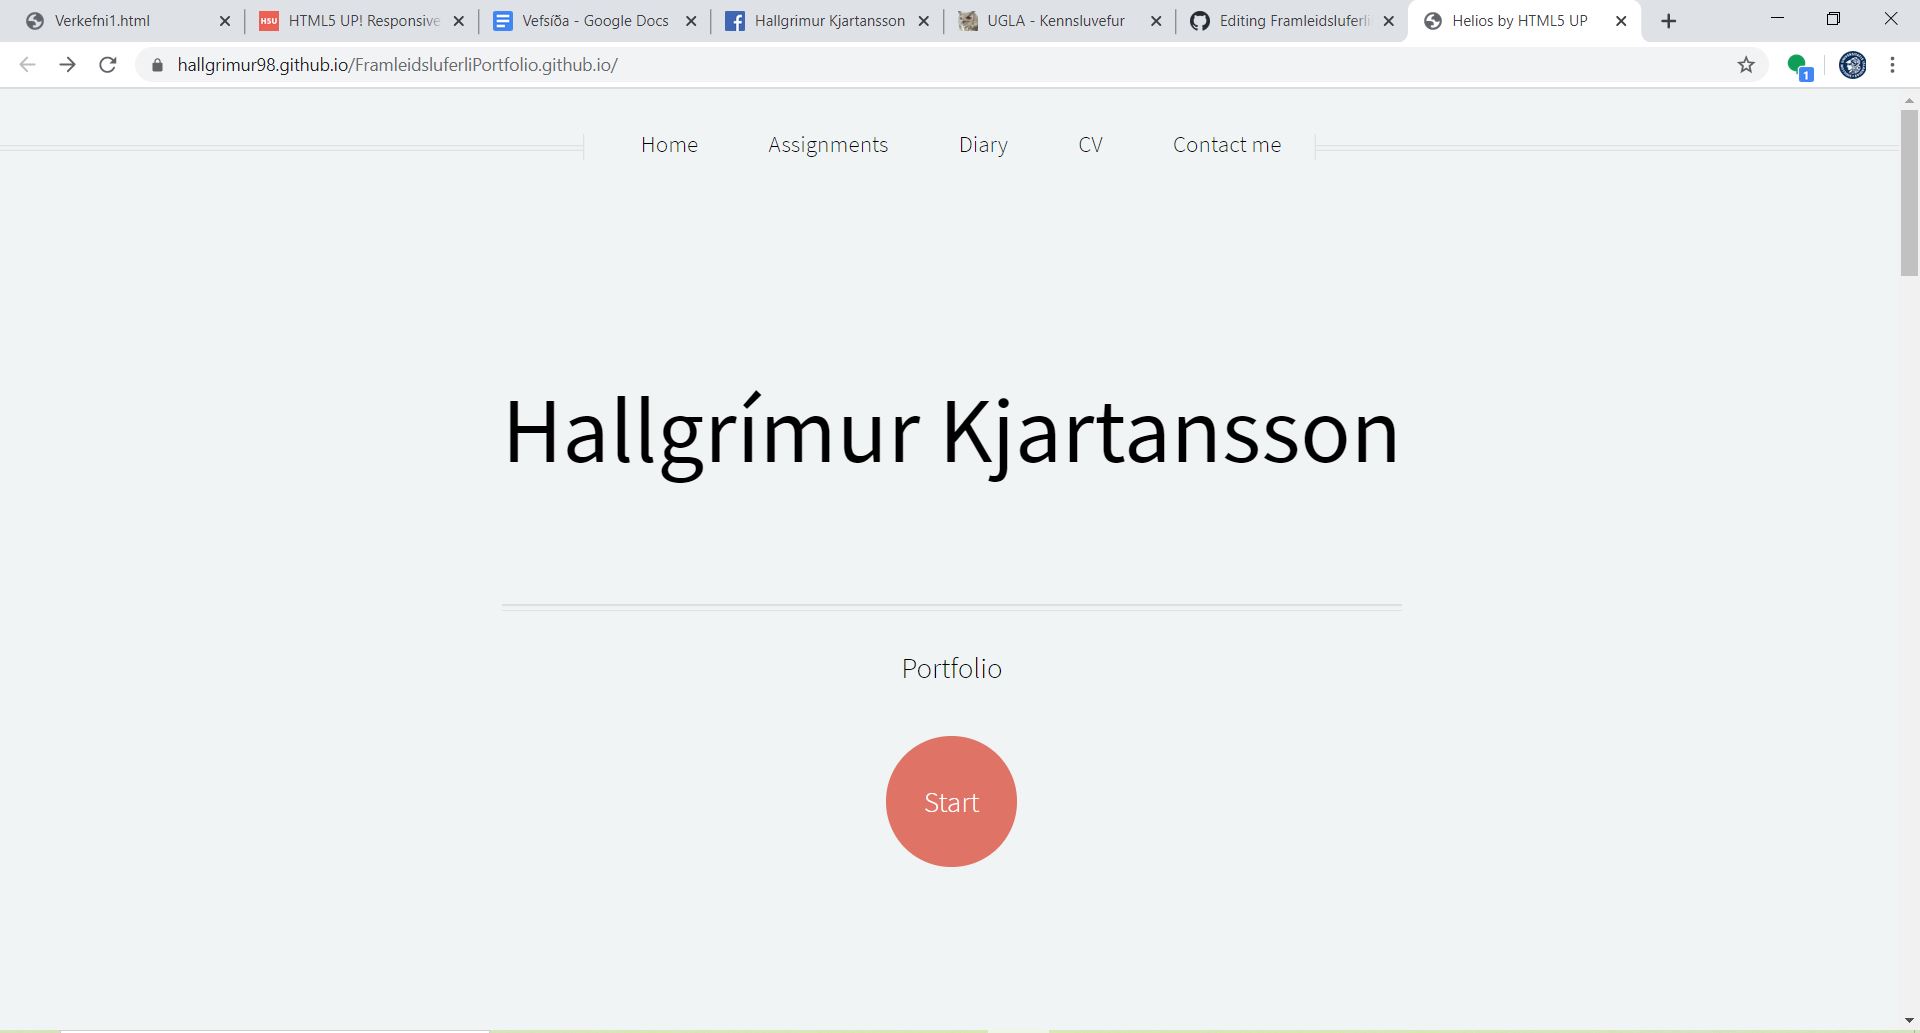 Verkefni1.html
HTML5 UP! Responsive
Vefsíða - Google Docs
Hallgrimur Kjartansson
UGLA - Kennsluvefur
Editing Framleidsluferli
Helios by HTML5 UP
hallgrimur98.github.io/FramleidsluferliPortfolio.github.io/
1
Home
Assignments
Diary
CV
Contact me
Hallgrímur Kjartansson
Portfolio
Start